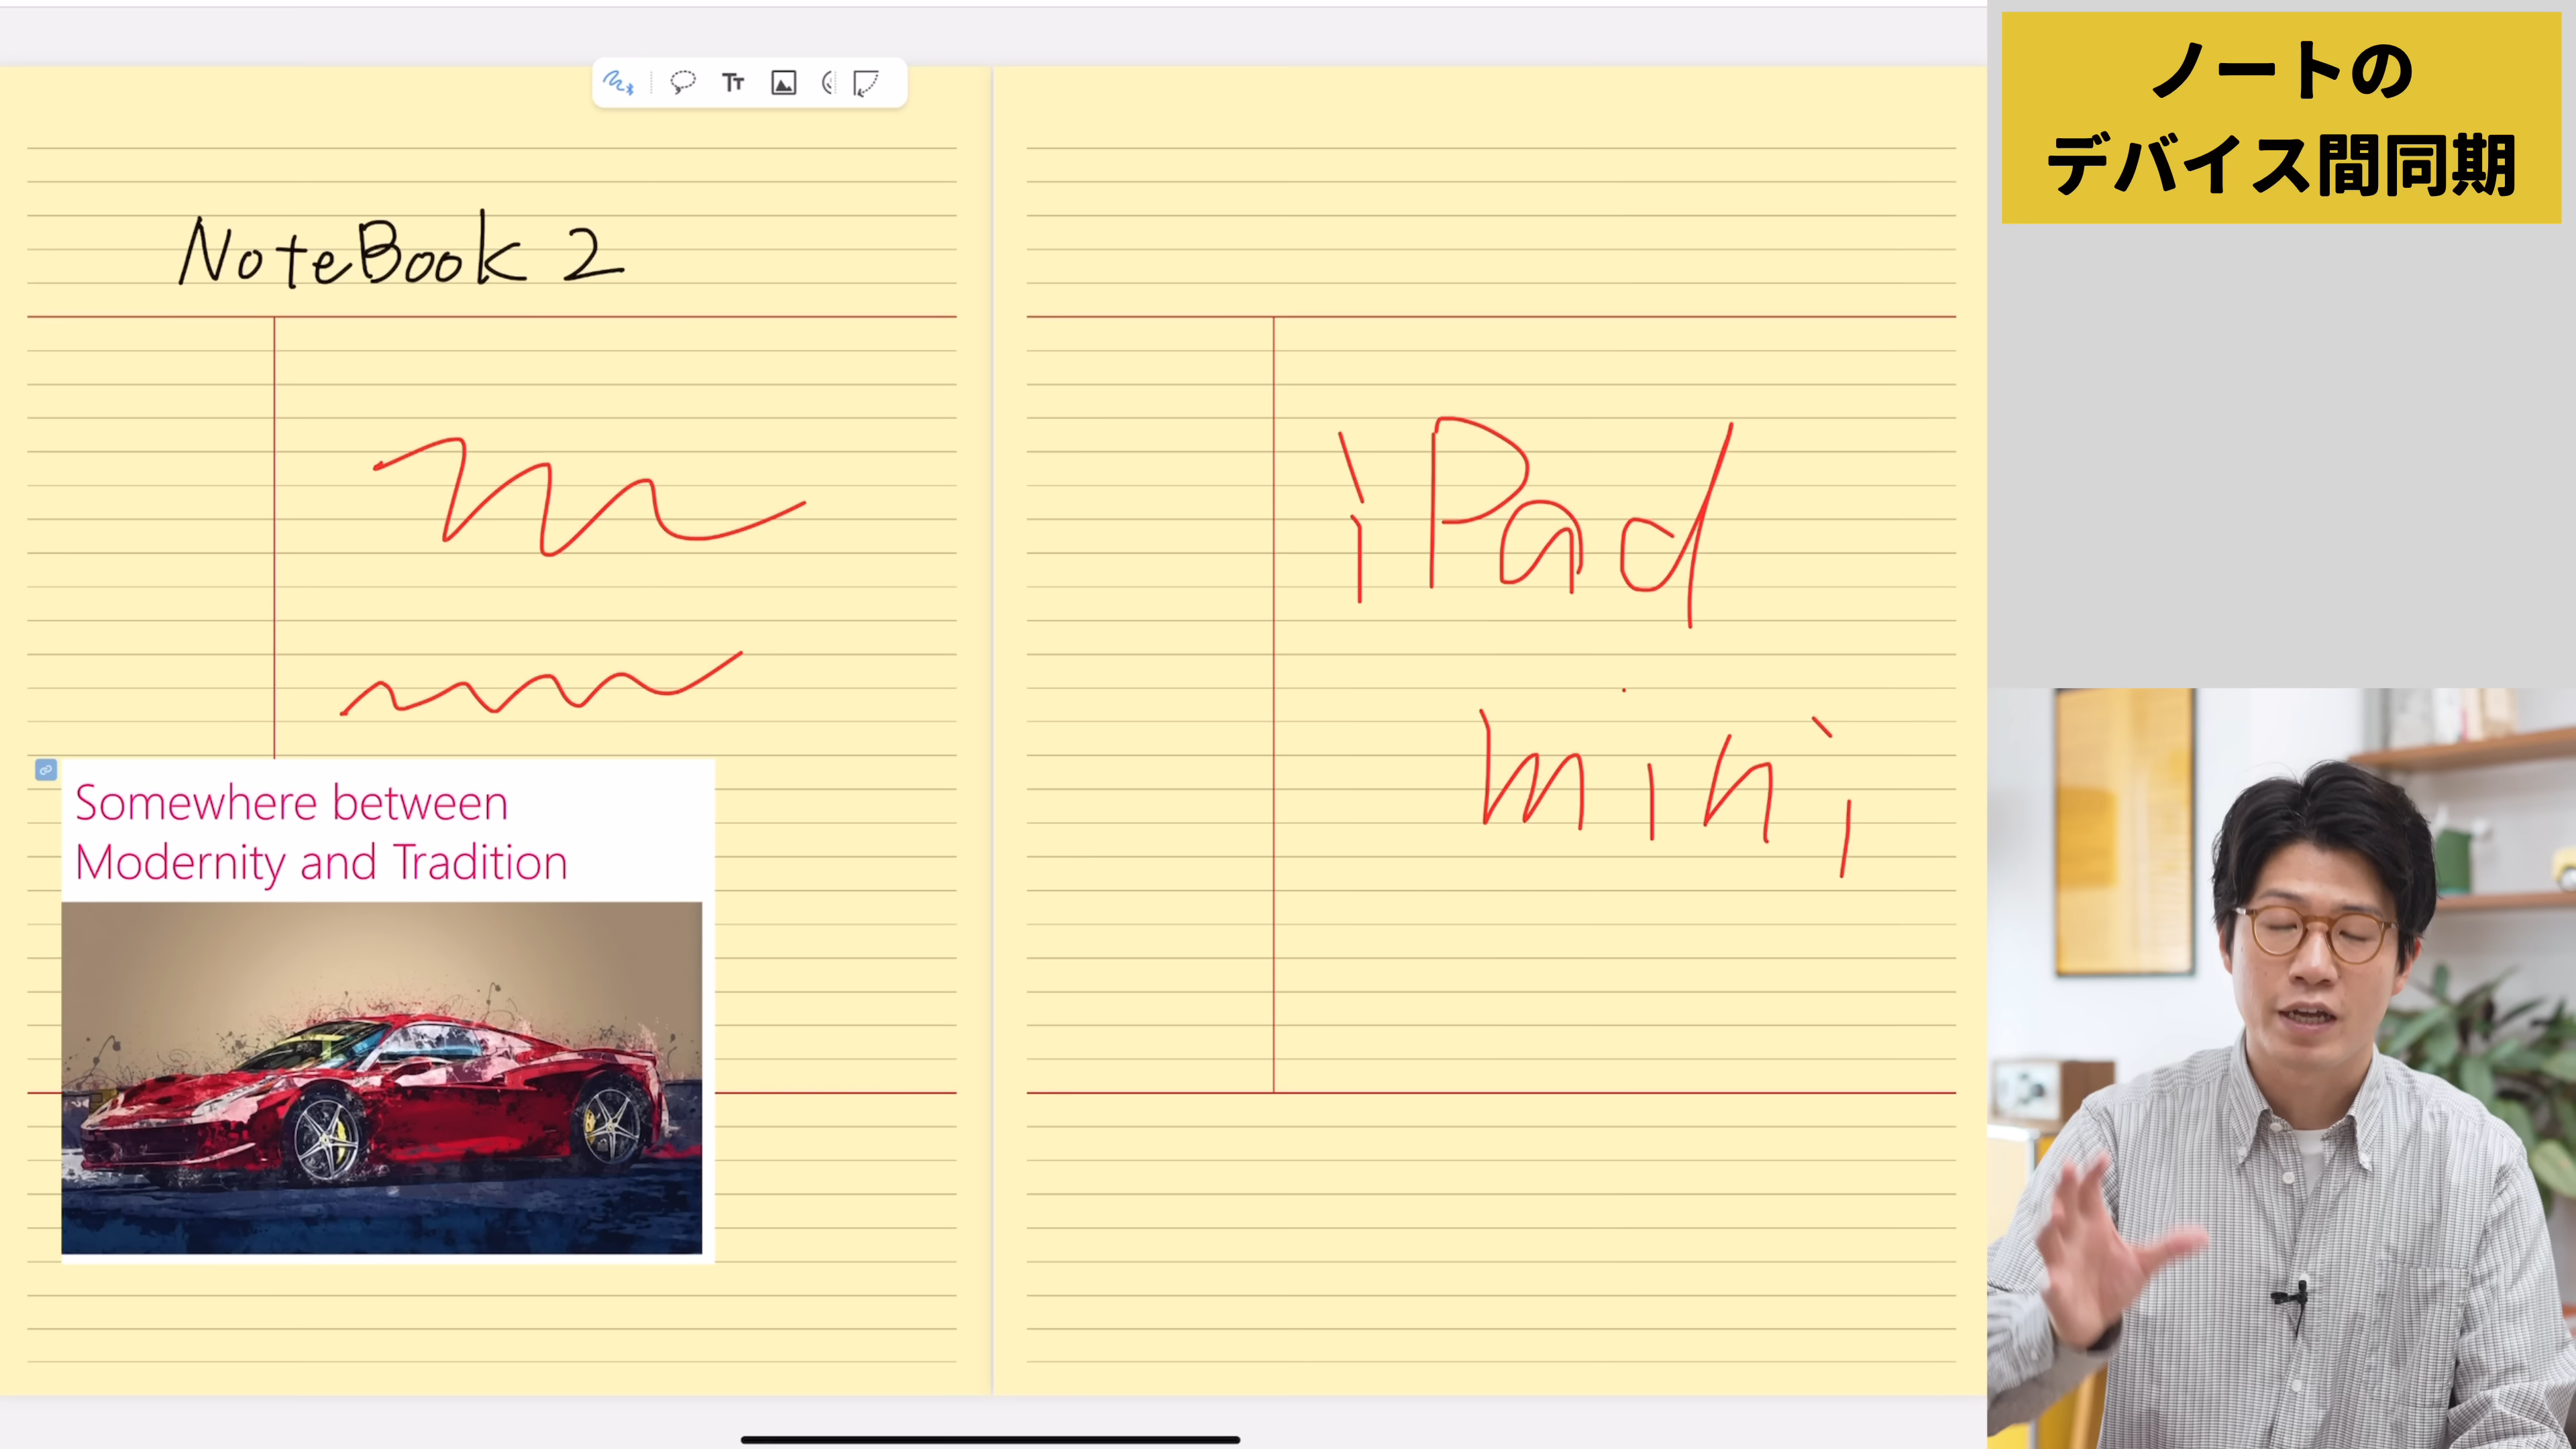 NoteBook 2
Somewhere between
Modernity and Tradition
iPad
mini
ノートの
デバイス間同期